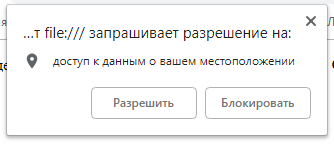 ...т file:/// запрашивает разрешение на:
доступ к данным о вашем местоположении
Разрешить
Блокировать